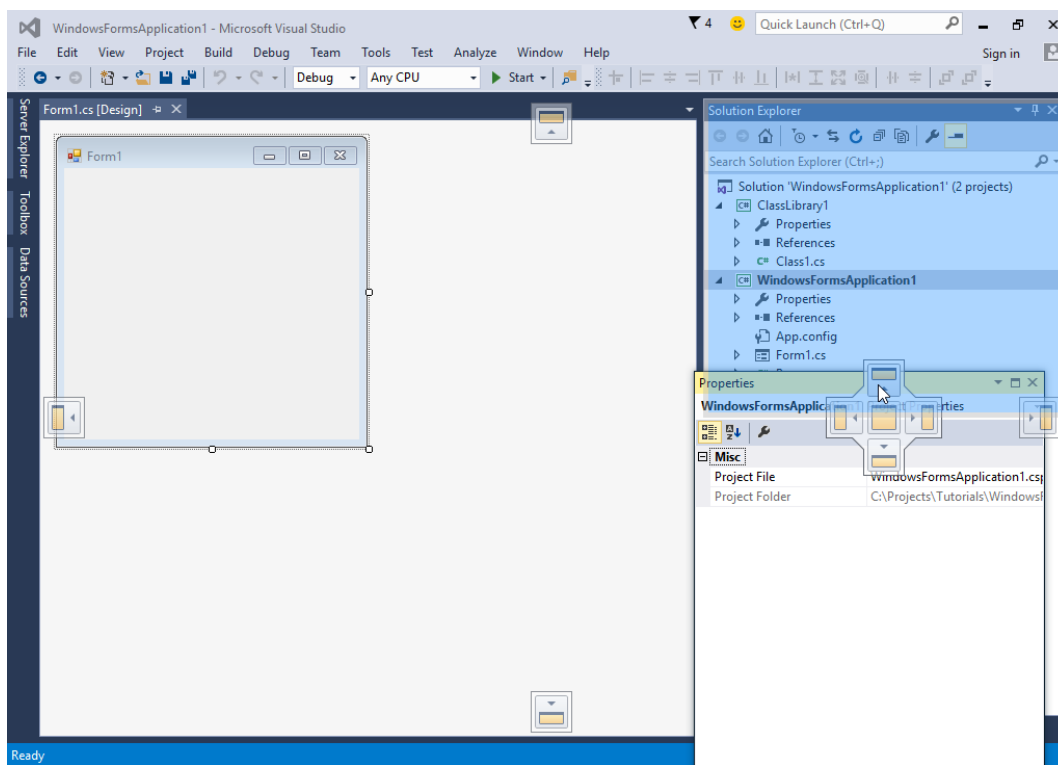 WindowsFormsApplication1 - Microsoft Visual Studio
4
Quick Launch (Ctrl+Q)
File Edit View Project Build Debug Team Tools Test Analyze Window Help
Sign in
Debug Any CPU Start
Server Explorer
Toolbox
Data Sources
Form1.cs [Design]
Form1
Solution Explorer
Search Solution Explorer (Ctrl+;)
Solution 'WindowsFormsApplication1' (2 projects)
C# ClassLibrary1
Properties
References
C# Class1.cs
C# WindowsFormsApplication1
Properties
References
App.config
Form1.cs
Properties
Misc
Project File WindowsFormsApplication1.csp
Project Folder C:\Projects\Tutorials\Windows
Ready